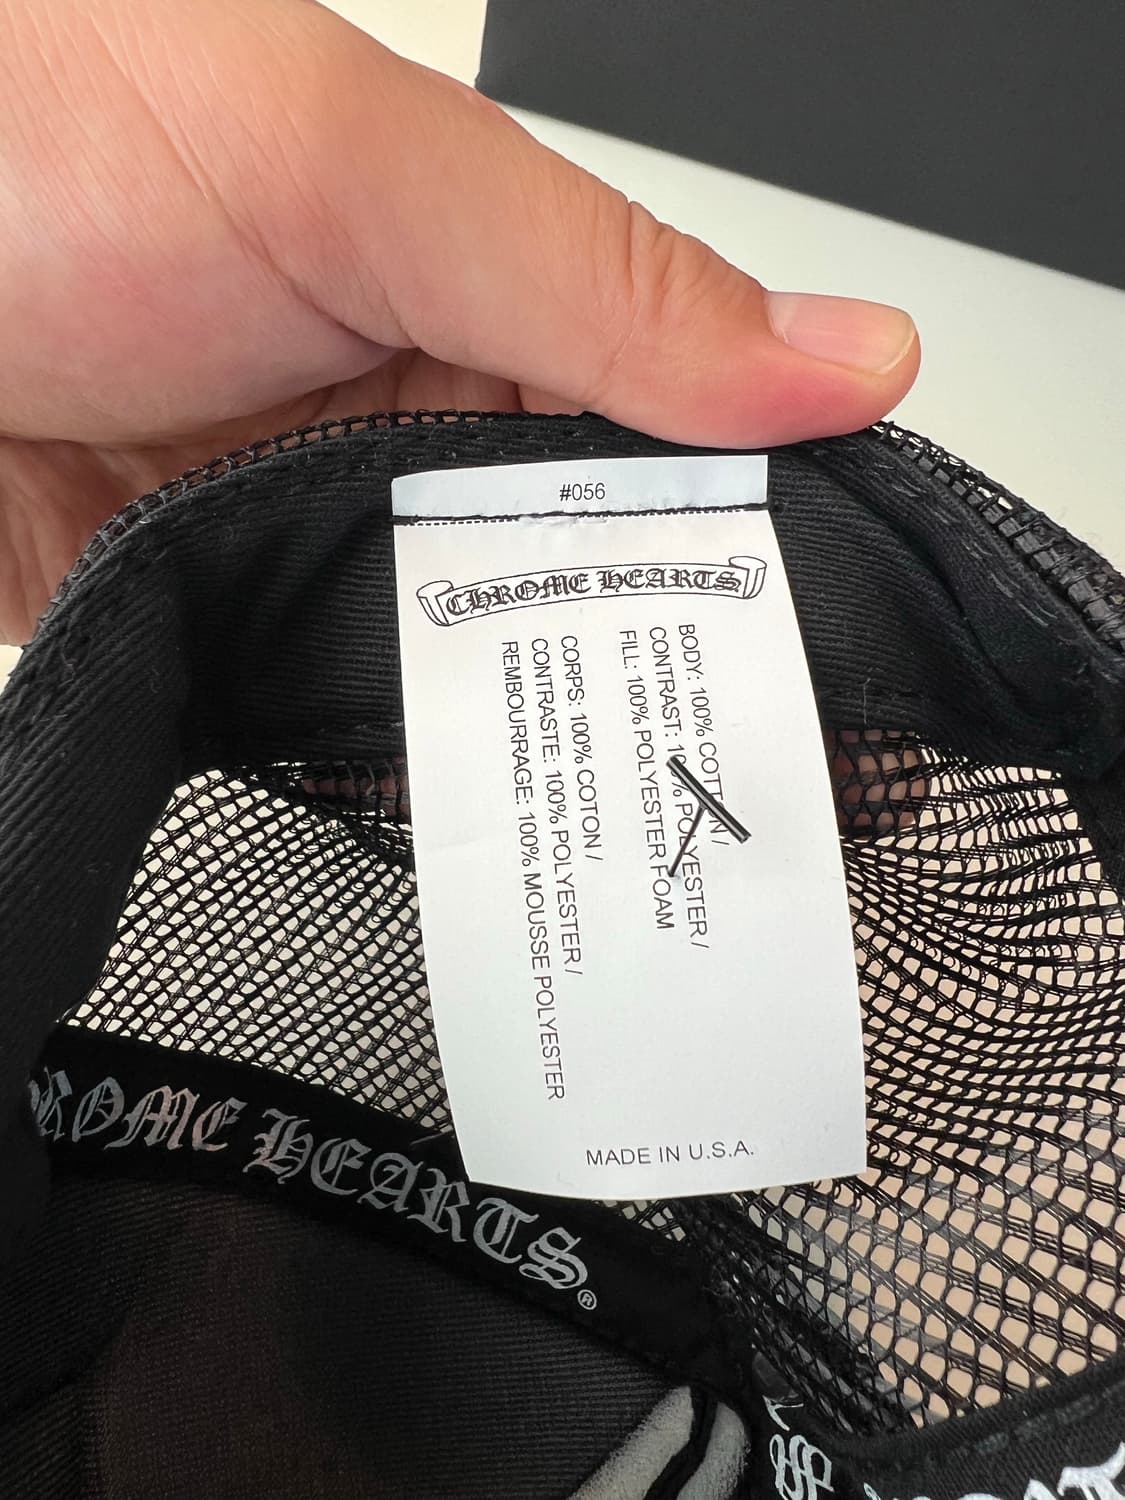 #056
CHROME HEARTS
BODY: 100% COTTON /
CONTRAST: 100% POLYESTER /
FILL: 100% POLYESTER FOAM
CORPS: 100% COTON /
CONTRASTE: 100% POLYESTER /
REMBOURRAGE: 100% MOUSSE POLYESTER
MADE IN U.S.A.
ROME HEARTS®